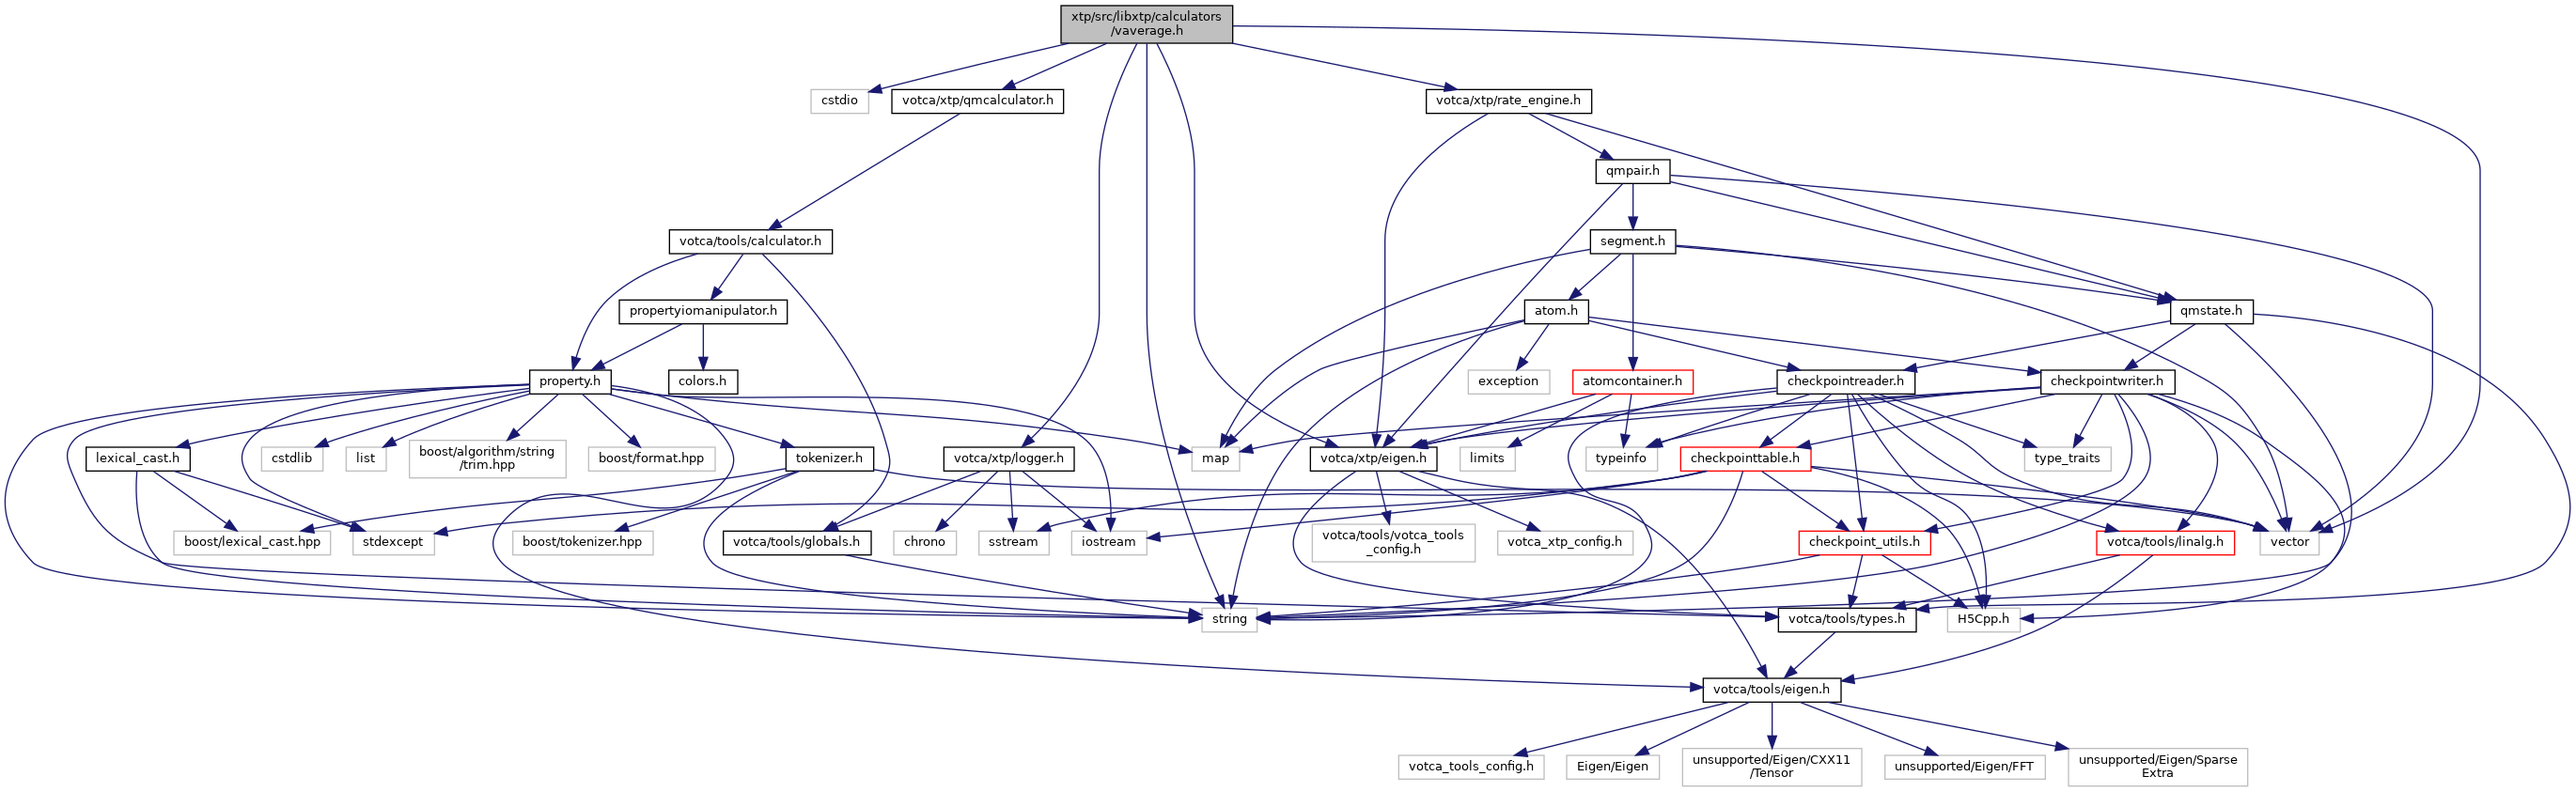 xtp/src/libxtp/calculators
/vaverage.h
cstdio
votca/xtp/qmcalculator.h
votca/xtp/rate_engine.h
qmpair.h
votca/tools/calculator.h
segment.h
propertyiomanipulator.h
atom.h
qmstate.h
property.h
colors.h
exception
atomcontainer.h
checkpointreader.h
checkpointwriter.h
lexical_cast.h
cstdlib
list
boost/algorithm/string
/trim.hpp
boost/format.hpp
tokenizer.h
votca/xtp/logger.h
map
votca/xtp/eigen.h
limits
typeinfo
checkpointtable.h
type_traits
boost/lexical_cast.hpp
stdexcept
boost/tokenizer.hpp
votca/tools/globals.h
chrono
sstream
iostream
votca/tools/votca_tools
_config.h
votca_xtp_config.h
checkpoint_utils.h
votca/tools/linalg.h
vector
string
votca/tools/types.h
H5Cpp.h
votca/tools/eigen.h
votca_tools_config.h
Eigen/Eigen
unsupported/Eigen/CXX11
/Tensor
unsupported/Eigen/FFT
unsupported/Eigen/Sparse
Extra